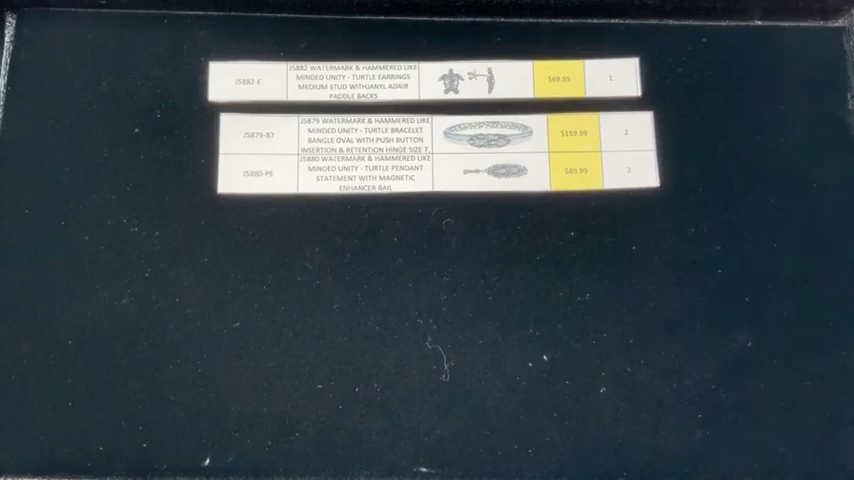 JS882-E
JS882 WATERMARK & HAMMERED LIKE
MINDED UNITY - TURTLE EARRINGS
MEDIUM STUD WITHJANYL ADAIR
PADDLE BACKS
$69.99
1
JS879-B7
JS879 WATERMARK & HAMMERED LIKE
MINDED UNITY - TURTLE BRACELET
BANGLE OVAL WITH PUSH BUTTON
INSERTION & RETENTION HINGE SIZE 7,
$159.99
2
JS880-PE
JS880 WATERMARK & HAMMERED LIKE
MINDED UNITY - TURTLE PENDANT
STATEMENT WITH MAGNETIC
ENHANCER BAIL
$89.99
2